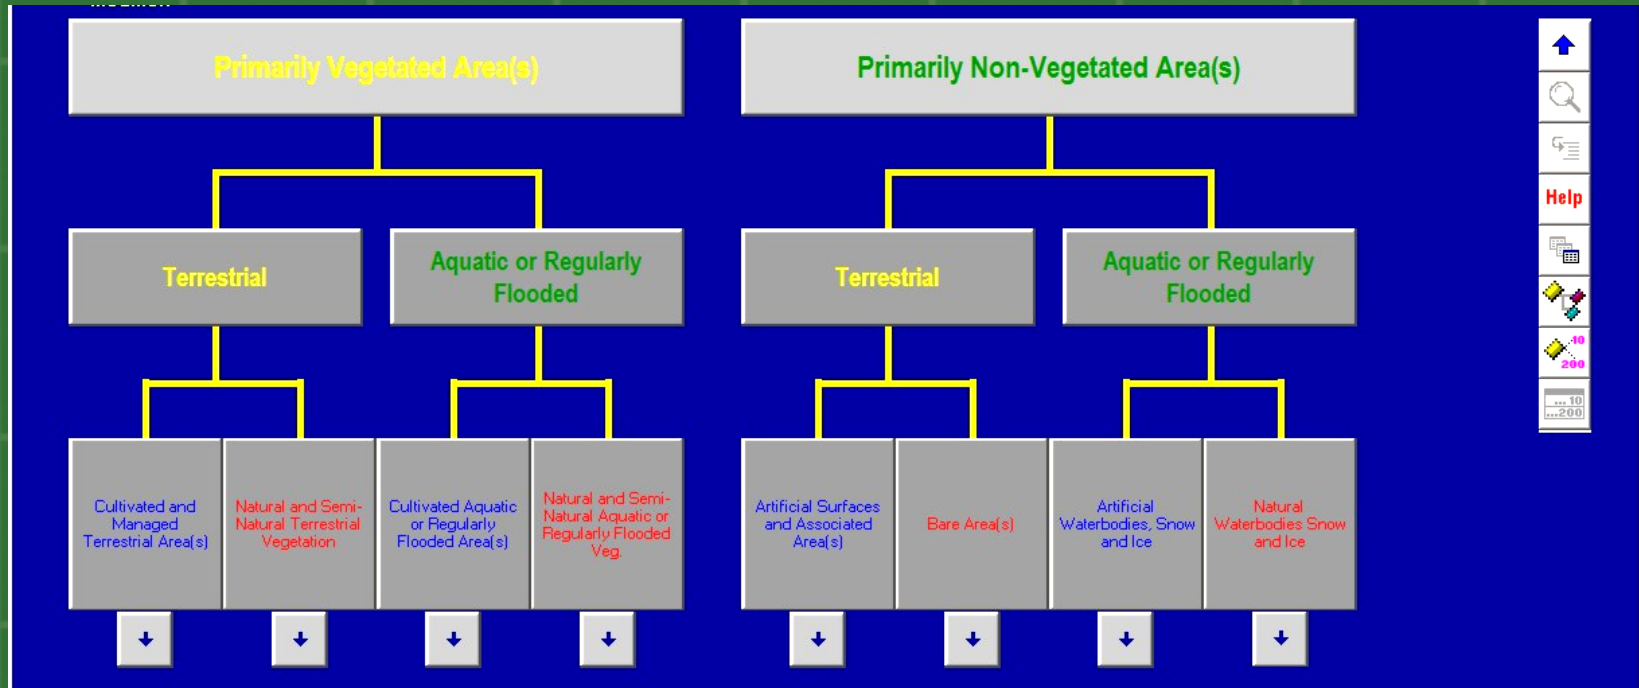 Primarily Vegetated Area(s)
Primarily Non-Vegetated Area(s)
Help
Terrestrial
Aquatic or Regularly
Flooded
Terrestrial
Aquatic or Regularly
Flooded
10
200
... 10
...200
Cultivated and
Managed
Terrestrial Area(s)
Natural and Semi-
Natural Terrestrial
Vegetation
Cultivated Aquatic
or Regularly
Flooded Area(s)
Natural and Semi-
Natural Aquatic or
Regularly Flooded
Veg.
Artificial Surfaces
and Associated
Area(s)
Bare Area(s)
Artificial
Waterbodies, Snow
and Ice
Natural
Waterbodies Snow
and Ice